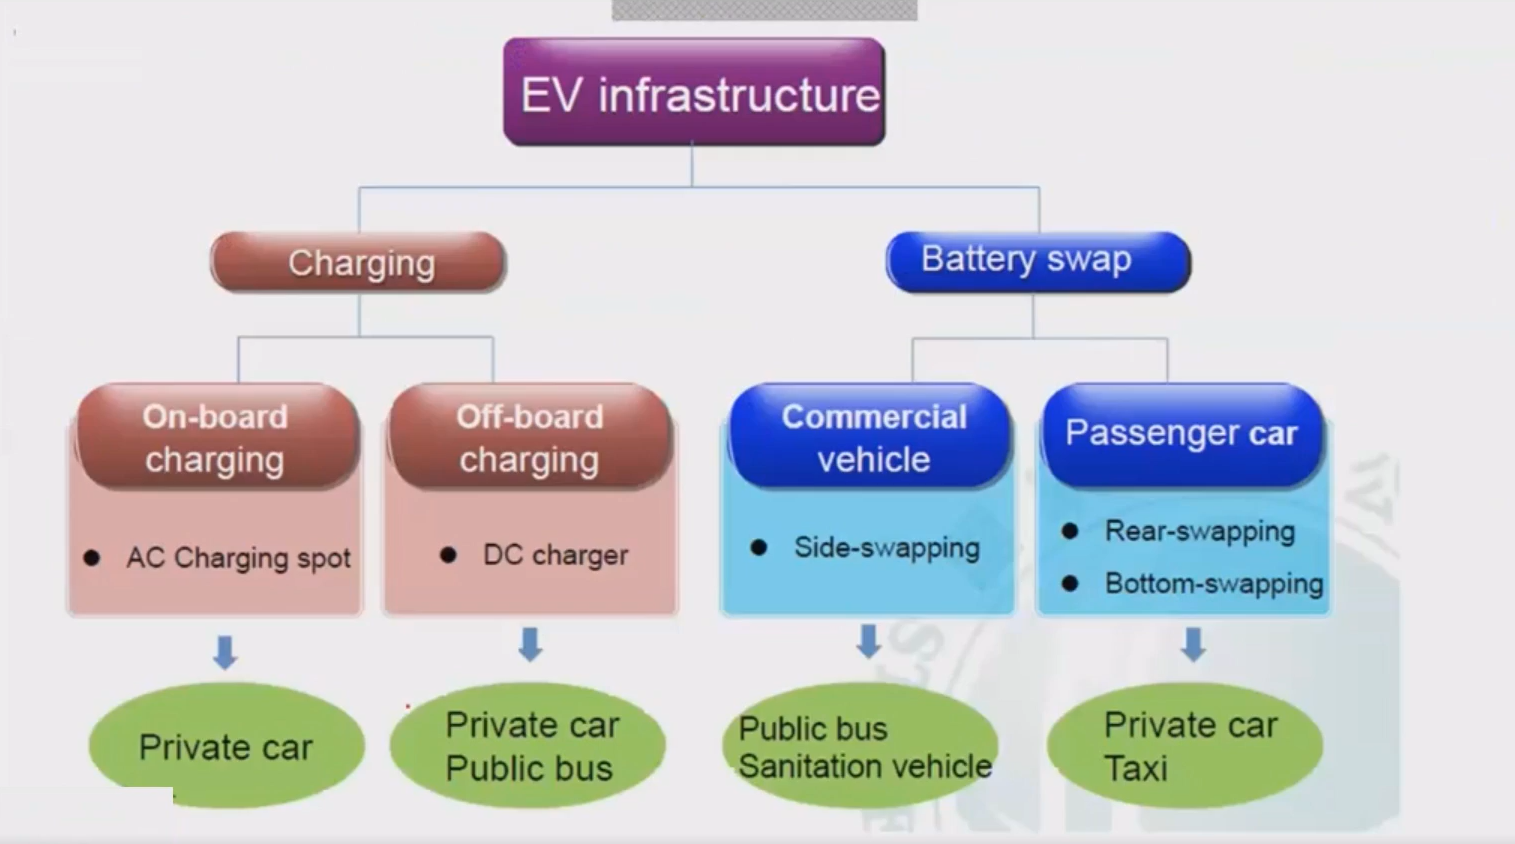 EV infrastructure
Charging
Battery swap
On-board
charging
Off-board
charging
Commercial
vehicle
Passenger car
● AC Charging spot
● DC charger
● Side-swapping
● Rear-swapping
● Bottom-swapping
Private car
Private car
Public bus
Public bus
Sanitation vehicle
Private car
Taxi